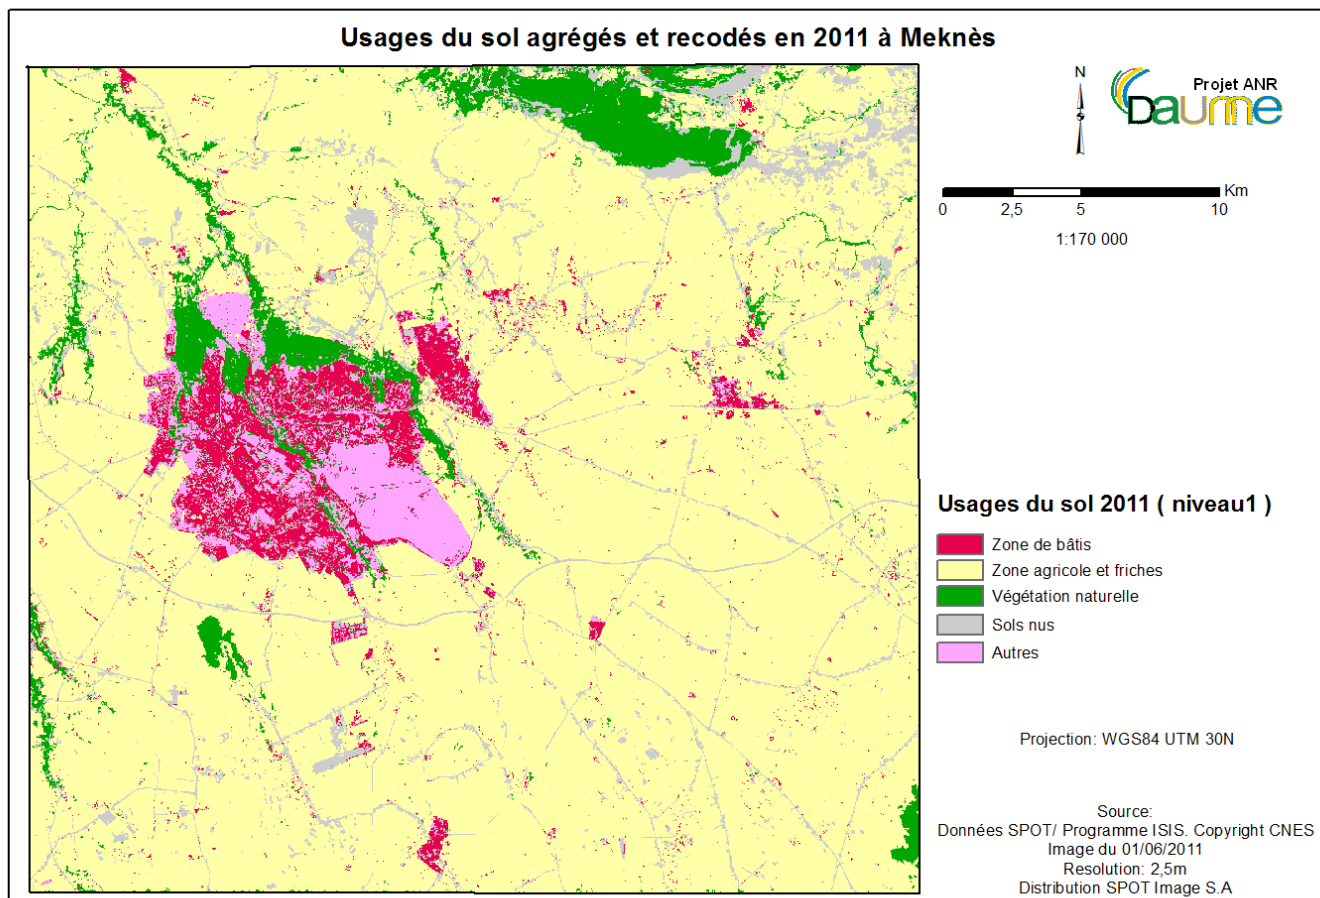 Usages du sol agrégés et recodés en 2011 à Meknès
N
Projet ANR
Daume
Km
0 2,5 5 10
1:170 000
Usages du sol 2011 ( niveau1 )
Zone de bâtis
Zone agricole et friches
Végétation naturelle
Sols nus
Autres
Projection: WGS84 UTM 30N
Source:
Données SPOT/ Programme ISIS. Copyright CNES
Image du 01/06/2011
Resolution: 2,5m
Distribution SPOT Image S.A